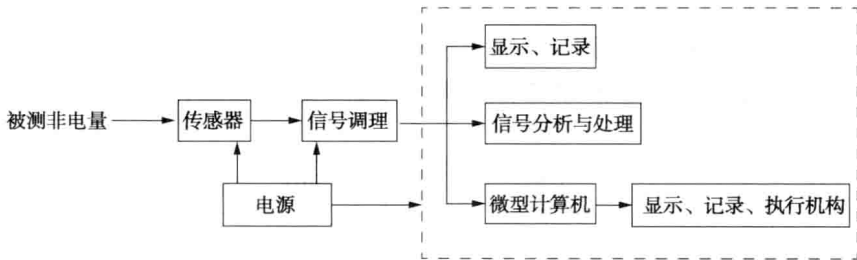 显示、记录
被测非电量
传感器
信号调理
信号分析与处理
电源
微型计算机
显示、记录、执行机构